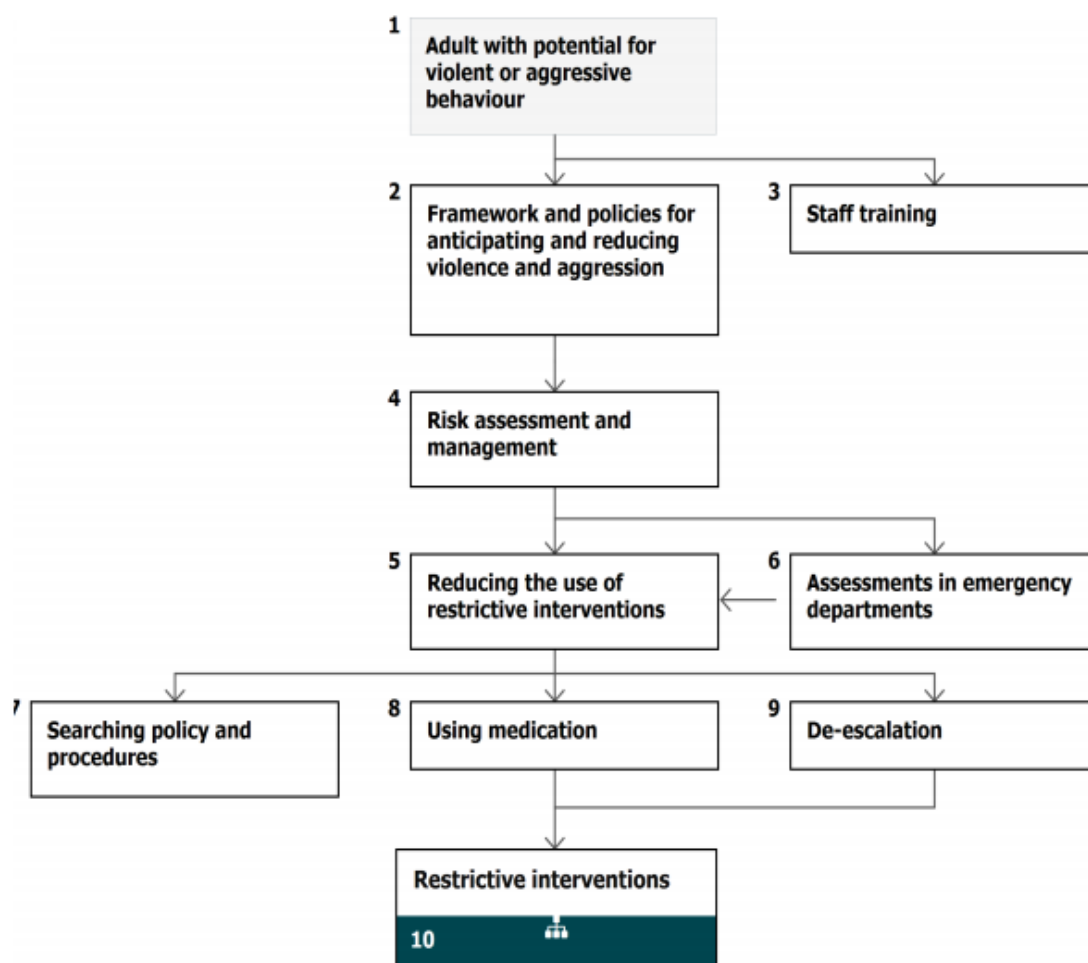 1
Adult with potential for
violent or aggressive
behaviour
2
Framework and policies for
anticipating and reducing
violence and aggression
3
Staff training
4
Risk assessment and
management
5
Reducing the use of
restrictive interventions
6
Assessments in emergency
departments
7
Searching policy and
procedures
8
Using medication
9
De-escalation
Restrictive interventions
10